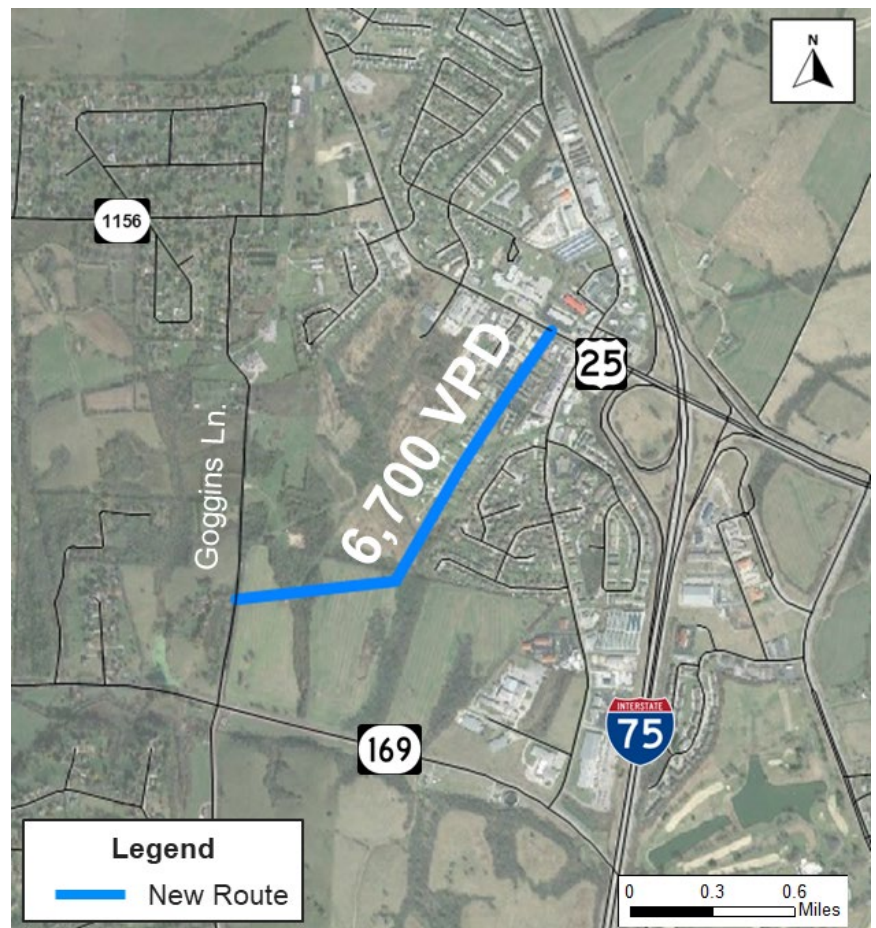 N
1156
25
6,700 VPD
Goggins Ln.
INTERSTATE
75
169
Legend
New Route
0 0.3 0.6
Miles